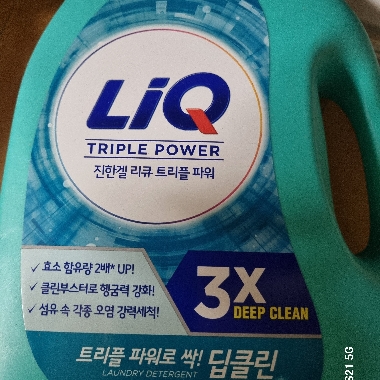 LiQ
TRIPLE POWER
진한겔 리큐 트리플 파워
✓ 효소 함유량 2배* UP!
✓ 클린부스터로 헹굼력 강화!
✓ 섬유 속 각종 오염 강력세척!
3X
DEEP CLEAN
트리플 파워로 싹! 딥클린
LAUNDRY DETERGENT
S21 5G